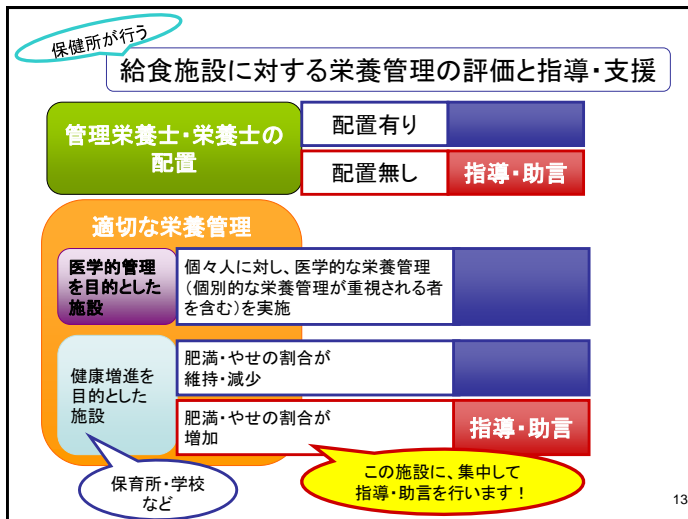 保健所が行う
給食施設に対する栄養管理の評価と指導・支援
管理栄養士・栄養士の
配置
配置有り
配置無し
指導・助言
適切な栄養管理
医学的管理
を目的とした
施設
個々人に対し、医学的な栄養管理
(個別的な栄養管理が重視される者
を含む)を実施
健康増進を
目的とした
施設
肥満・やせの割合が
維持・減少
肥満・やせの割合が
増加
指導・助言
保育所・学校
など
この施設に、集中して
指導・助言を行います!
13